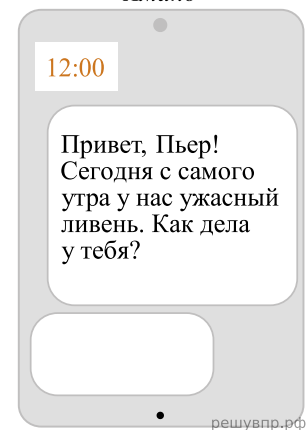 12:00
Привет, Пьер!
Сегодня с самого
утра у нас ужасный
ливень. Как дела
у тебя?
решувпр.рф